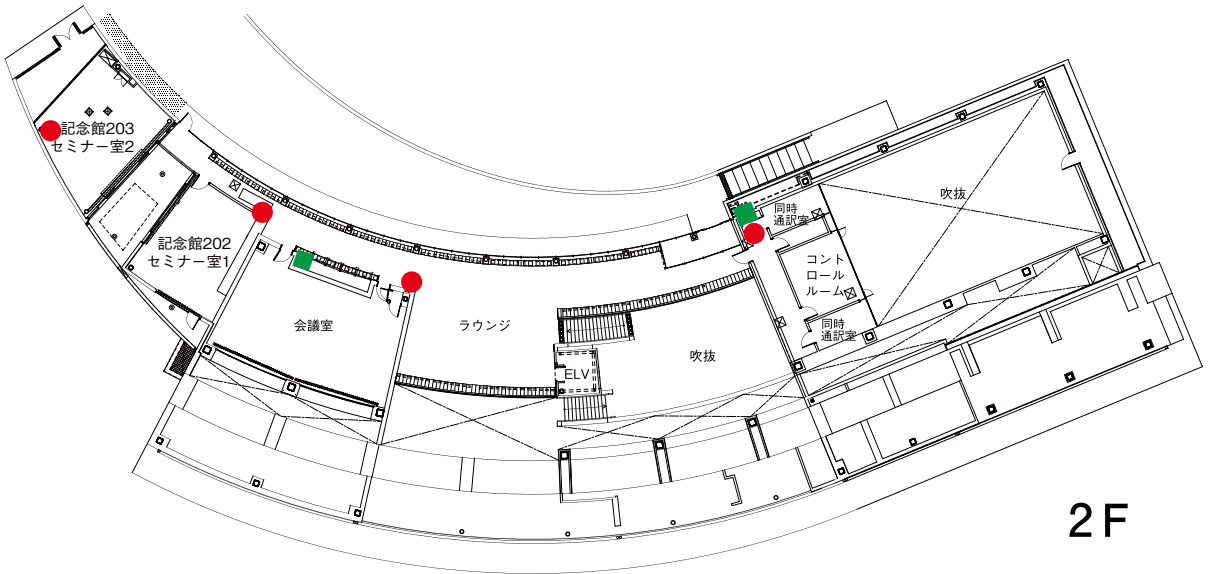 記念館203
セミナー室2
記念館202
セミナー室1
会議室
ラウンジ
ELV
吹抜
同時
通訳室
コント
ロール
ルーム
同時
通訳室
吹抜
2F